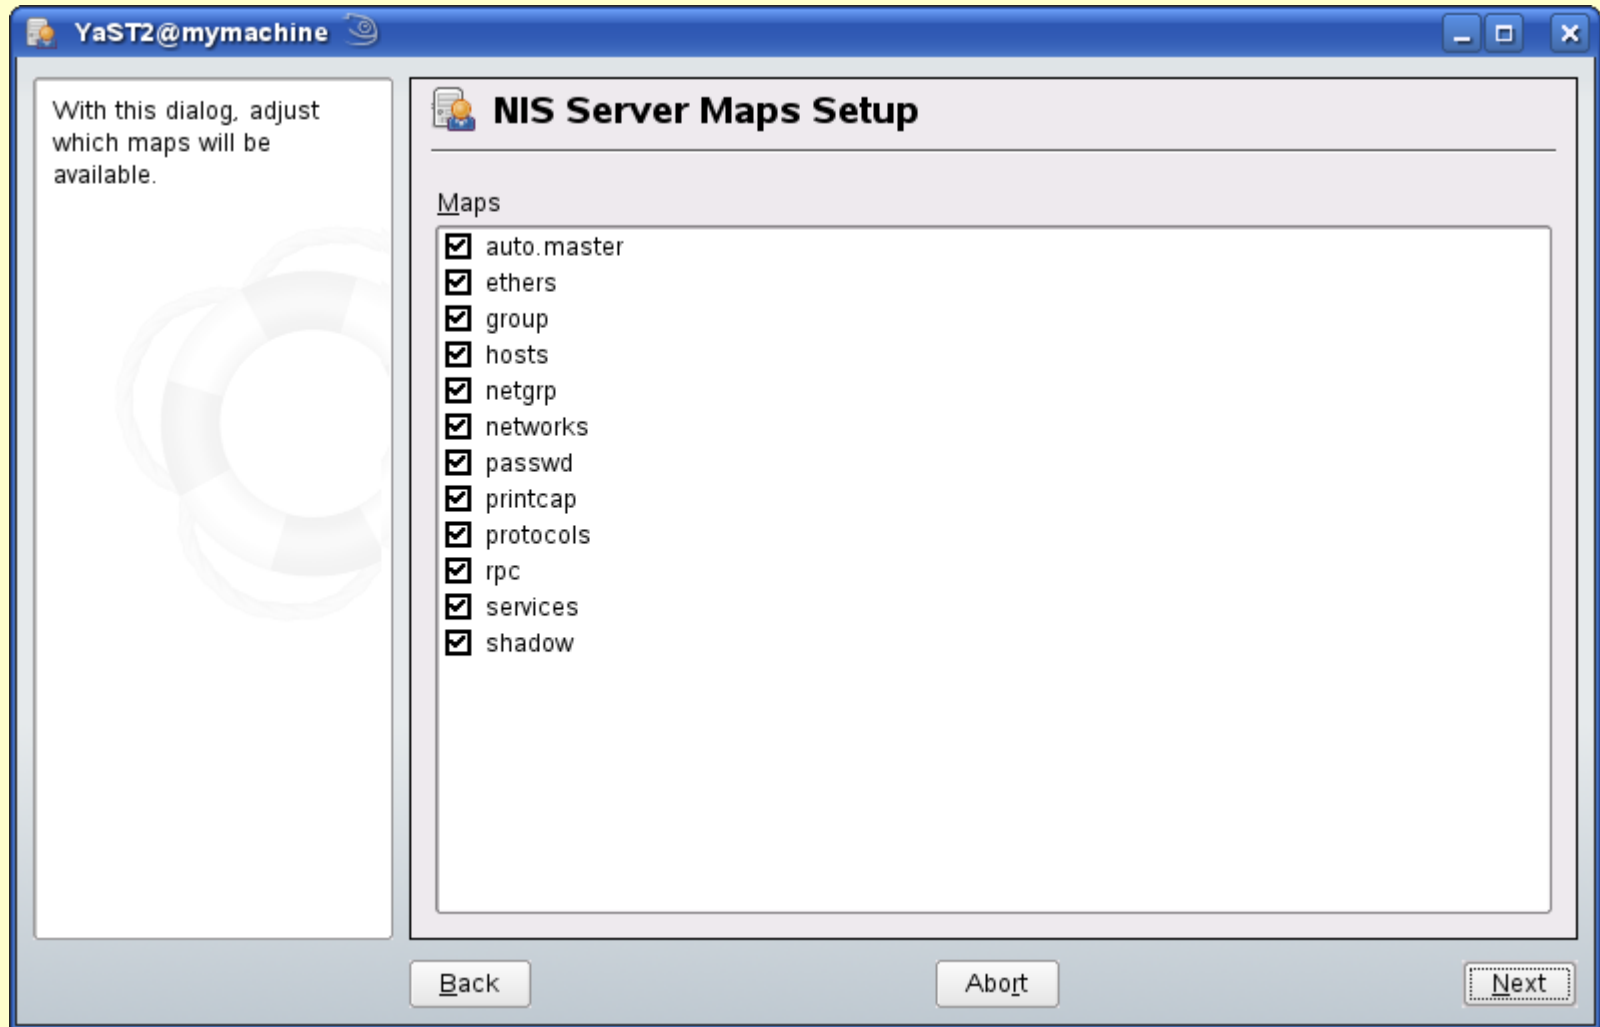 YaST2@mymachine
With this dialog, adjust
which maps will be
available.
NIS Server Maps Setup
Maps
auto.master
ethers
group
hosts
netgrp
networks
passwd
printcap
protocols
rpc
services
shadow
Back
Abort
Next